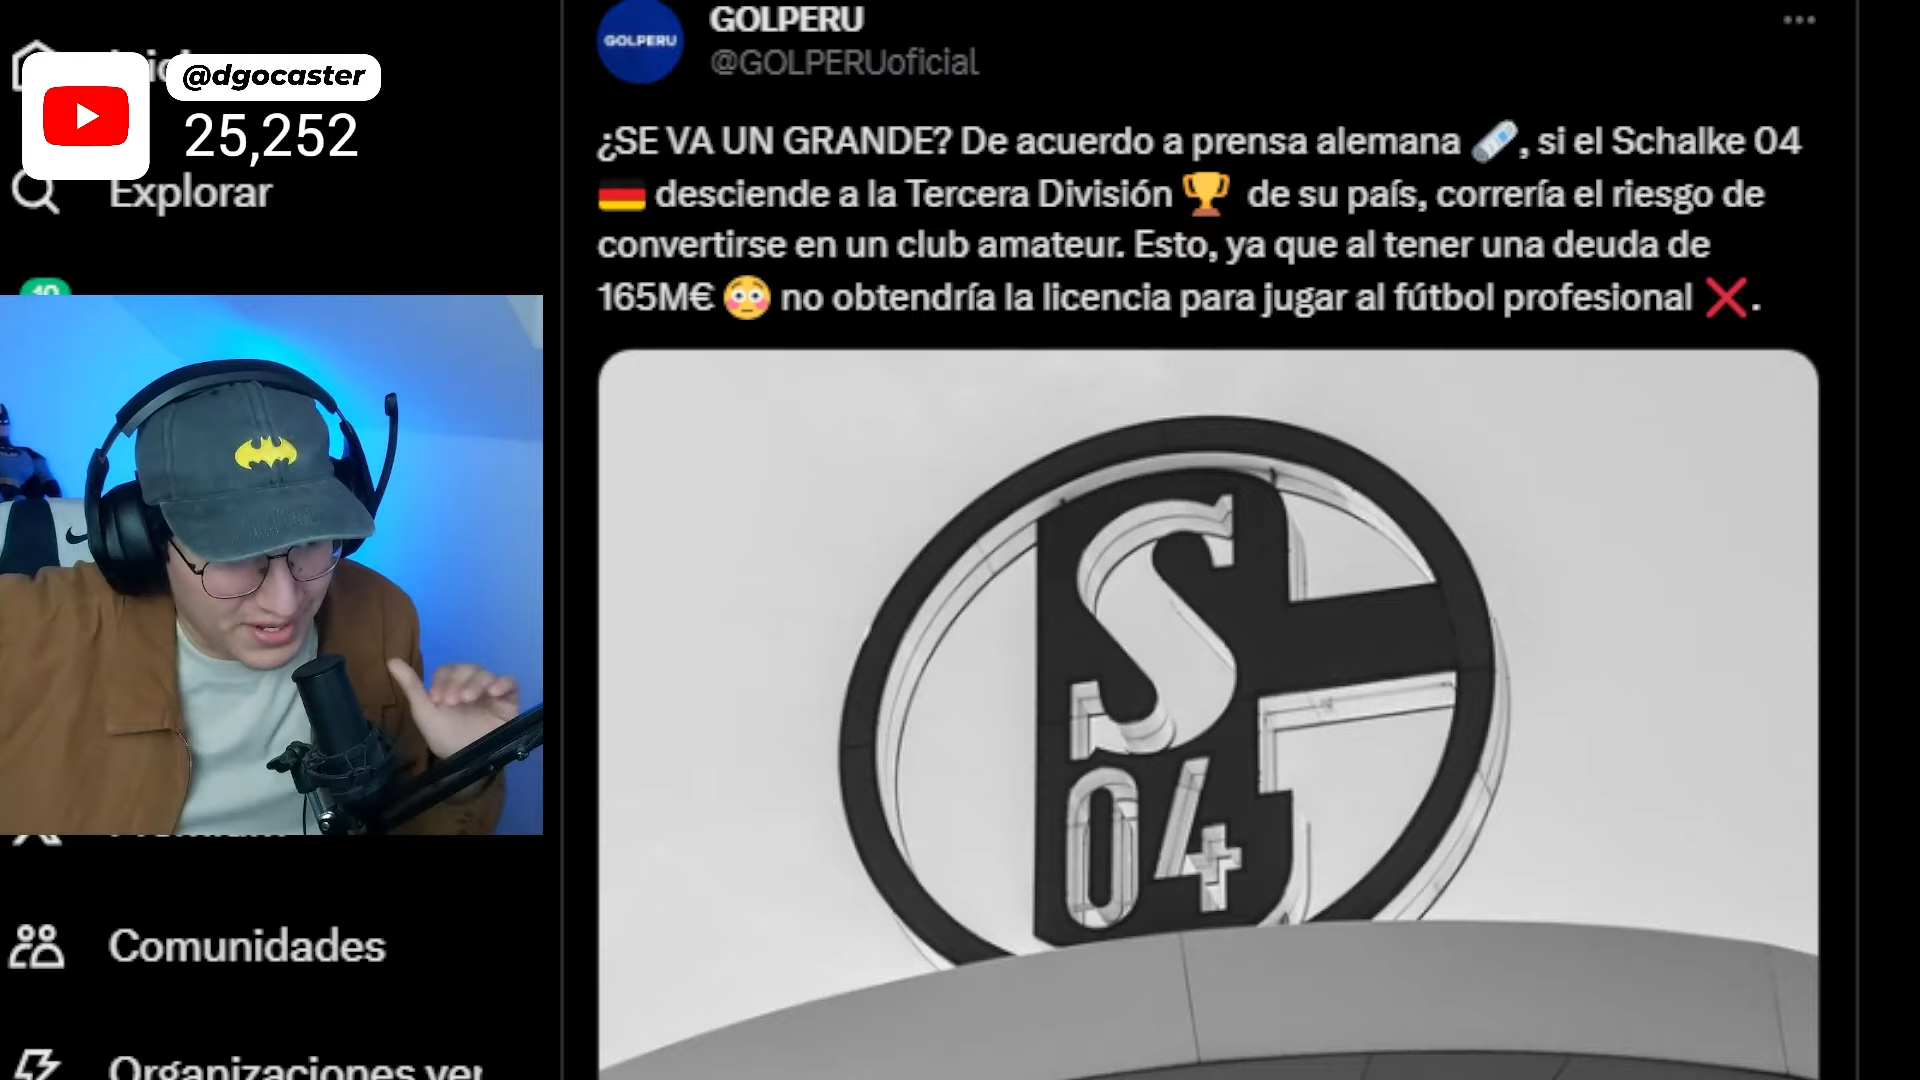 GOLPERU
GOLPERU
@GOLPERUoficial
@dgocaster
25,252
Explorar
¿SE VA UN GRANDE? De acuerdo a prensa alemana 🗞️, si el Schalke 04
🇩🇪 desciende a la Tercera División 🏆 de su país, correría el riesgo de
convertirse en un club amateur. Esto, ya que al tener una deuda de
165M€ 😳 no obtendría la licencia para jugar al fútbol profesional ❌.
S
04
Comunidades